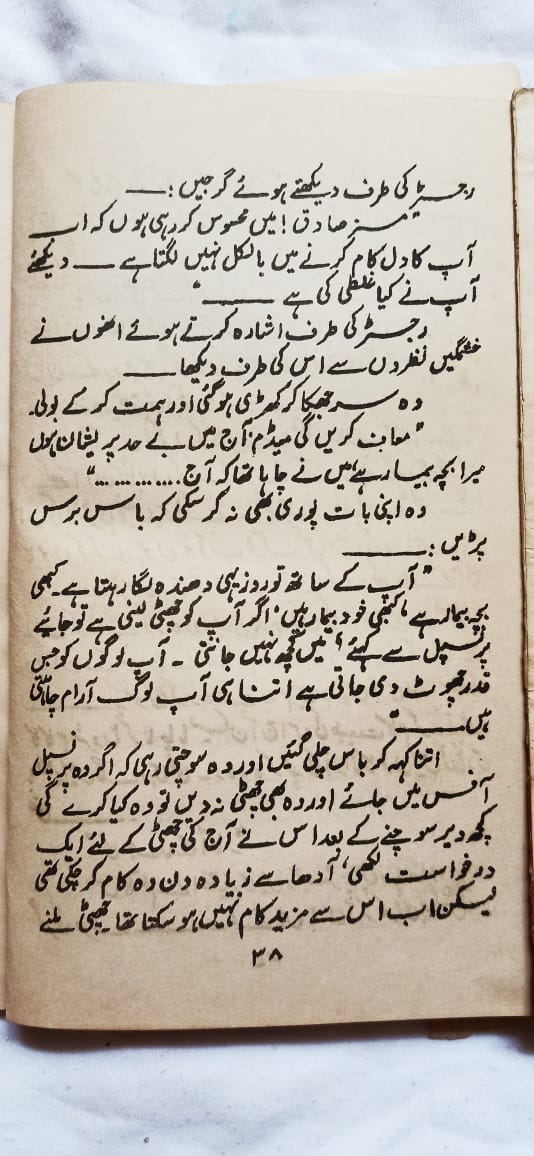 رجسٹر کی طرف دیکھتے ہوئے گرجیں :—
"مسز صادق ! میں محسوس کر رہی ہوں کہ اب
آپ کا دل کام کرنے میں بالکل نہیں لگتا ہے — دیکھئے
آپ نے کیا غلطی کی ہے ——"
رجسٹر کی طرف اشارہ کرتے ہوئے انھوں نے
خشمگیں نظروں سے اس کی طرف دیکھا ——
وہ سر جھکا کر کھڑی ہو گئی اور ہمت کر کے بولی۔
"معاف کریں گی میڈم! آج میں بے حد پریشان ہوں
میرا بچہ بیمار ہے، میں نے چاہا تھا کہ آج ............"
وہ اپنی بات پوری بھی نہ کر سکی کہ باس برس
پڑیں :——
"آپ کے ساتھ تو روز یہی دھندہ لگا رہتا ہے۔ کبھی
بچہ بیمار ہے، کبھی خود بیمار ہیں، اگر آپ کو چھٹی لینی ہے تو جائیے
پرنسپل سے کہئے، میں کچھ نہیں جانتی ۔ آپ لوگوں کو جس
قدر چھوٹ دی جاتی ہے اتنا ہی آپ لوگ آرام چاہتی
ہیں ——"
اتنا کہہ کر باس چلی گئیں اور وہ سوچتی رہی کہ اگر وہ پرنسپل
آفس میں جائے اور وہ بھی چھٹی نہ دیں تو وہ کیا کرے گی
کچھ دیر سوچنے کے بعد اس نے آج کی چھٹی کے لئے ایک
درخواست لکھی، آدھا سے زیادہ دن وہ کام کر چکی تھی
لیکن اب اس سے مزید کام نہیں ہو سکتا تھا۔ چھٹی ملنے
۳۸